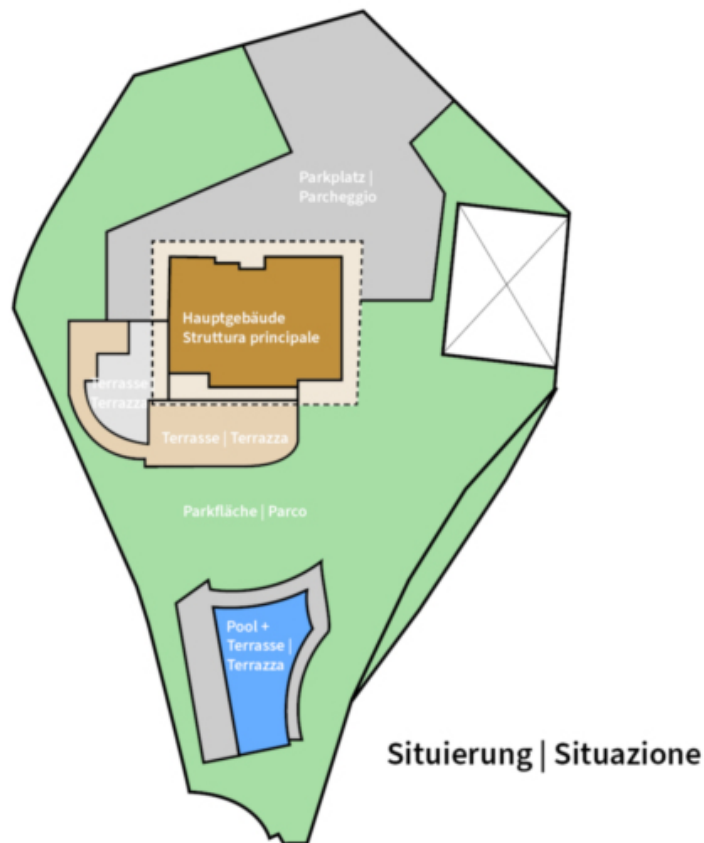 Parkplatz |
Parcheggio
Hauptgebäude
Struttura principale
Terrasse
Terrazza
Terrasse | Terrazza
Parkfläche | Parco
Pool +
Terrasse |
Terrazza
Situierung | Situazione